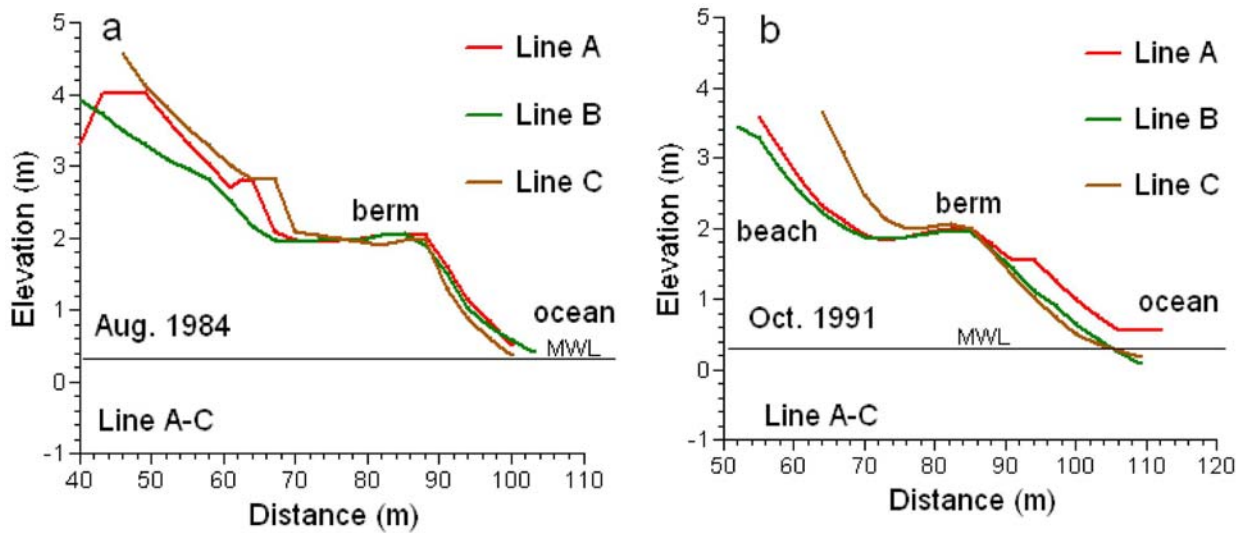 a
5
4
3
2
1
0
-1
Elevation (m)
Line A
Line B
Line C
berm
Aug. 1984
ocean
MWL
Line A-C
40 50 60 70 80 90 100 110
Distance (m)
b
5
4
3
2
1
0
-1
Elevation (m)
Line A
Line B
Line C
berm
beach
Oct. 1991
ocean
MWL
Line A-C
50 60 70 80 90 100 110 120
Distance (m)